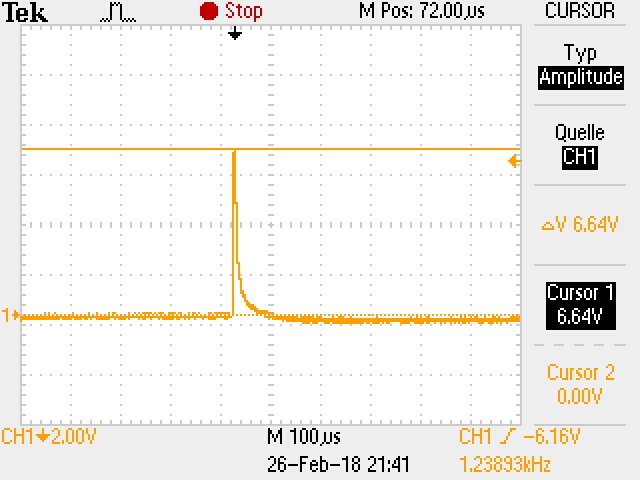 Tek Stop M Pos: 72.00µs CURSOR
Typ
Amplitude
Quelle
CH1
△V 6.64V
Cursor 1
6.64V
1
Cursor 2
0.00V
CH1 2.00V M 100µs CH1 -6.16V
26-Feb-18 21:41 1.23893kHz